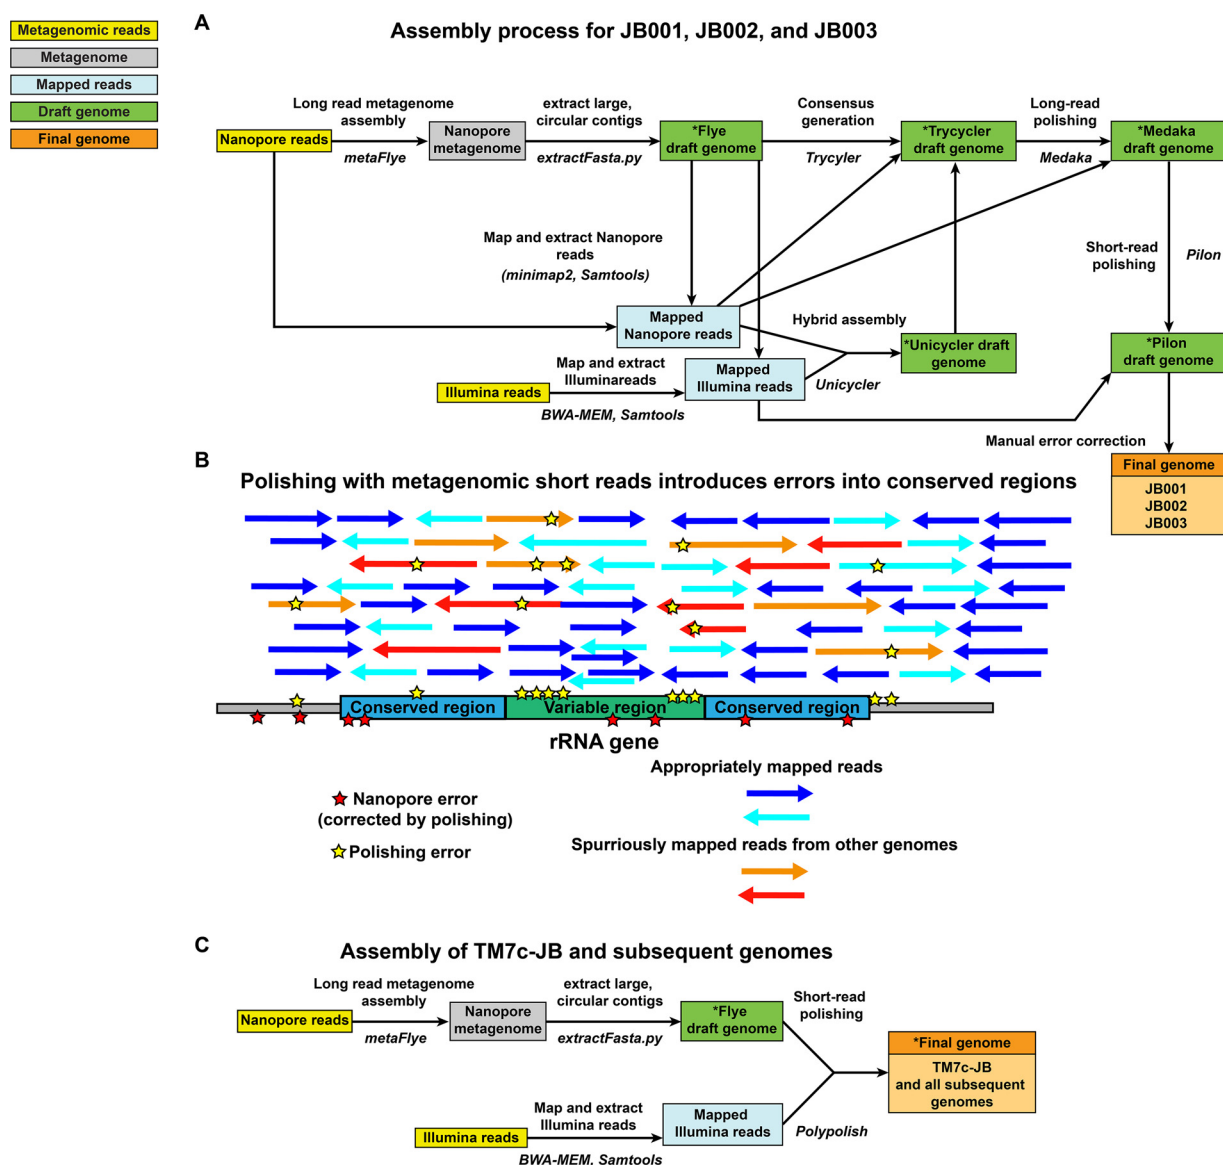 Metagenomic reads
Metagenome
Mapped reads
Draft genome
Final genome
A
Assembly process for JB001, JB002, and JB003
Long read metagenome
assembly
metaFlye
extract large,
circular contigs
extractFasta.py
Consensus
generation
Trycyler
Long-read
polishing
Medaka
Nanopore reads
Nanopore
metagenome
*Flye
draft genome
*Trycycler
draft genome
*Medaka
draft genome
Map and extract Nanopore
reads
(minimap2, Samtools)
Short-read
polishing
Pilon
Mapped
Nanopore reads
Hybrid assembly
Unicycler
*Unicycler draft
genome
*Pilon
draft genome
Illumina reads
Map and extract
Illuminareads
BWA-MEM, Samtools
Mapped
Illumina reads
Manual error correction
Final genome
JB001
JB002
JB003
B
Polishing with metagenomic short reads introduces errors into conserved regions
Conserved region
Variable region
Conserved region
rRNA gene
Nanopore error
(corrected by polishing)
Polishing error
Appropriately mapped reads
Spurriously mapped reads from other genomes
C
Assembly of TM7c-JB and subsequent genomes
Nanopore reads
Long read metagenome
assembly
metaFlye
Nanopore
metagenome
extract large,
circular contigs
extractFasta.py
*Flye
draft genome
Short-read
polishing
Polypolish
*Final genome
TM7c-JB
and all subsequent
genomes
Illumina reads
Map and extract
Illumina reads
BWA-MEM. Samtools
Mapped
Illumina reads